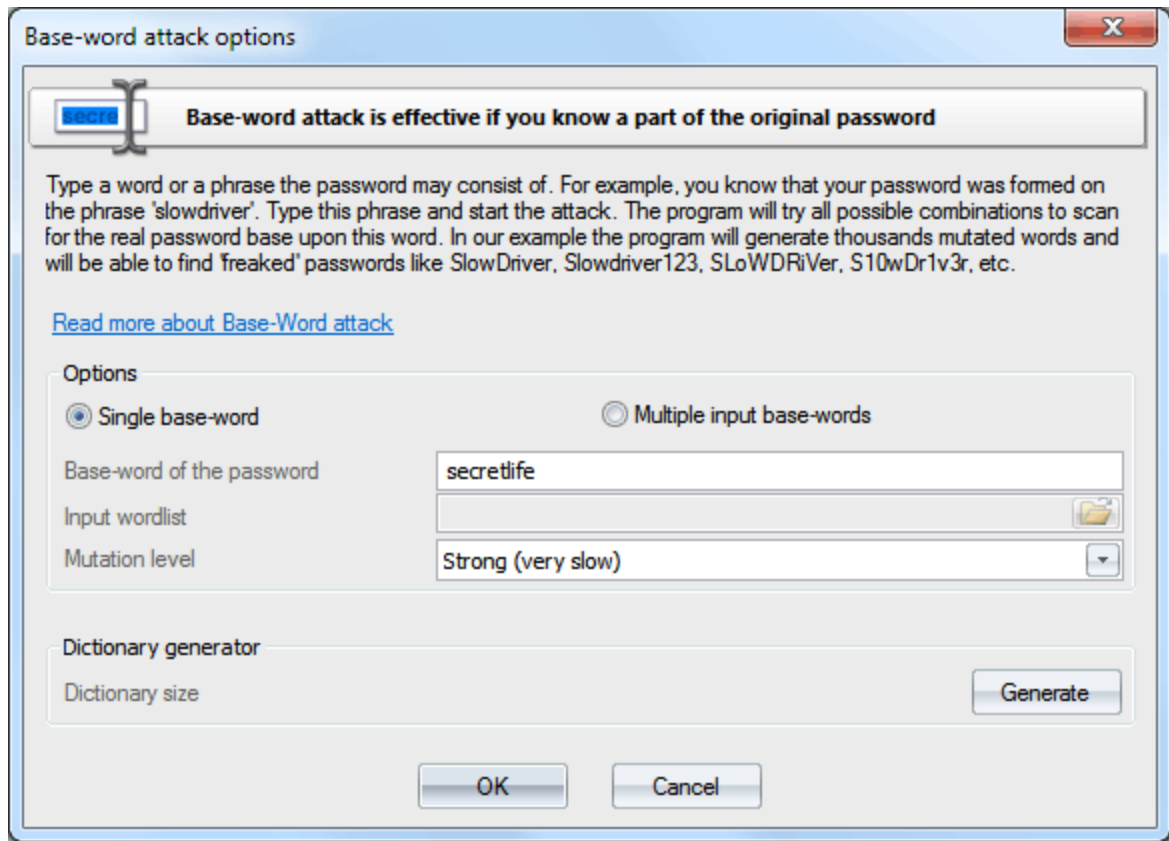 Base-word attack options
secre
Base-word attack is effective if you know a part of the original password
Type a word or a phrase the password may consist of. For example, you know that your password was formed on
the phrase 'slowdriver'. Type this phrase and start the attack. The program will try all possible combinations to scan
for the real password base upon this word. In our example the program will generate thousands mutated words and
will be able to find 'freaked' passwords like SlowDriver, Slowdriver123, SLoWDRiVer, S10wDr1v3r, etc.
Read more about Base-Word attack
Options
Single base-word
Multiple input base-words
Base-word of the password
secretlife
Input wordlist
Mutation level
Strong (very slow)
Dictionary generator
Dictionary size
Generate
OK
Cancel